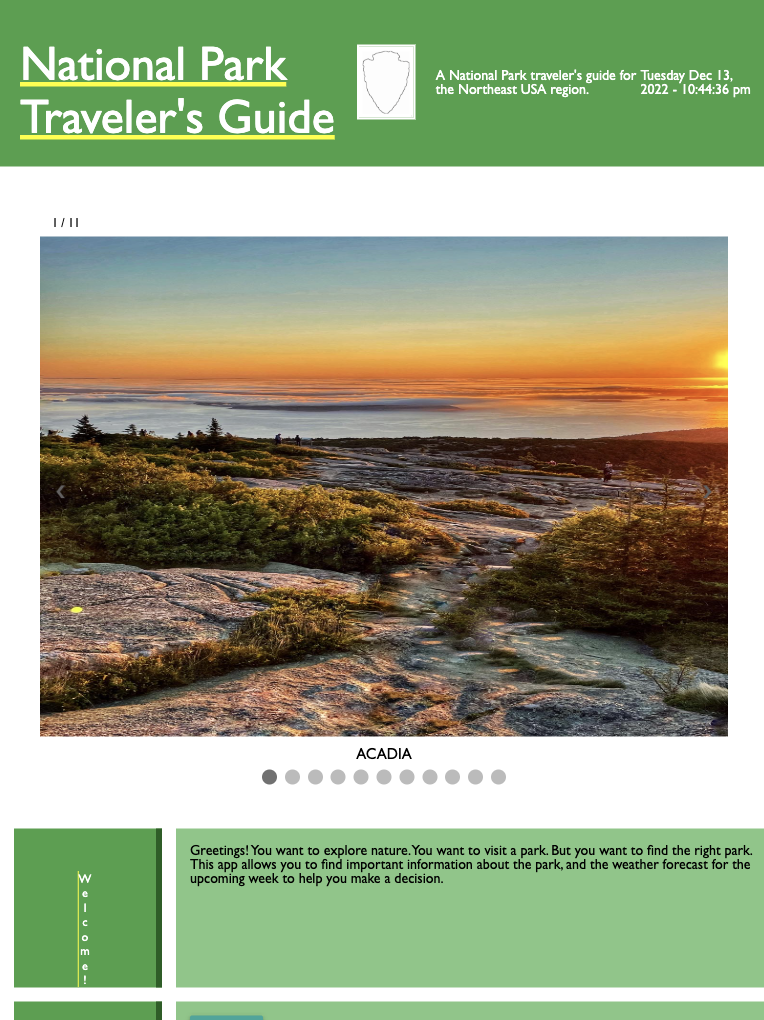 National Park
Traveler's Guide
A National Park traveler's guide for
the Northeast USA region.
Tuesday Dec 13,
2022 - 10:44:36 pm
1 / 11
❮
❯
ACADIA
Welcome!
Greetings! You want to explore nature. You want to visit a park. But you want to find the right park.
This app allows you to find important information about the park, and the weather forecast for the
upcoming week to help you make a decision.